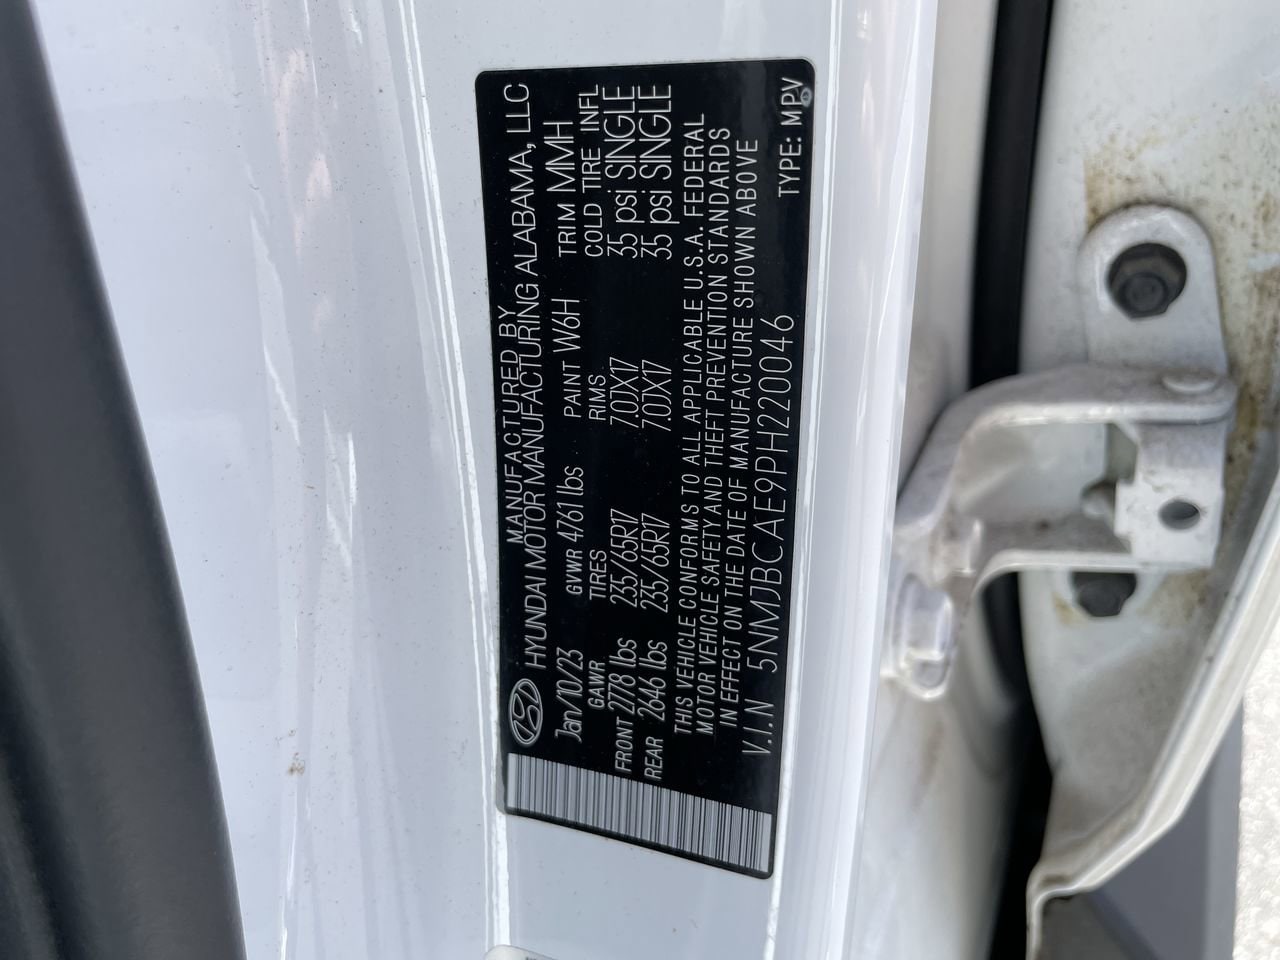 MANUFACTURED BY
HYUNDAI MOTOR MANUFACTURING ALABAMA, LLC
Jan/10/23 GVWR 4761 lbs PAINT W6H TRIM MMH
GAWR TIRES RIMS COLD TIRE INFL
FRONT 2778 lbs 235/65R17 7.0JX17 35 psi SINGLE
REAR 2646 lbs 235/65R17 7.0JX17 35 psi SINGLE
THIS VEHICLE CONFORMS TO ALL APPLICABLE U.S.A. FEDERAL
MOTOR VEHICLE SAFETY AND THEFT PREVENTION STANDARDS
IN EFFECT ON THE DATE OF MANUFACTURE SHOWN ABOVE
V.I.N 5NMJBCAE9PH220046 TYPE: MPV